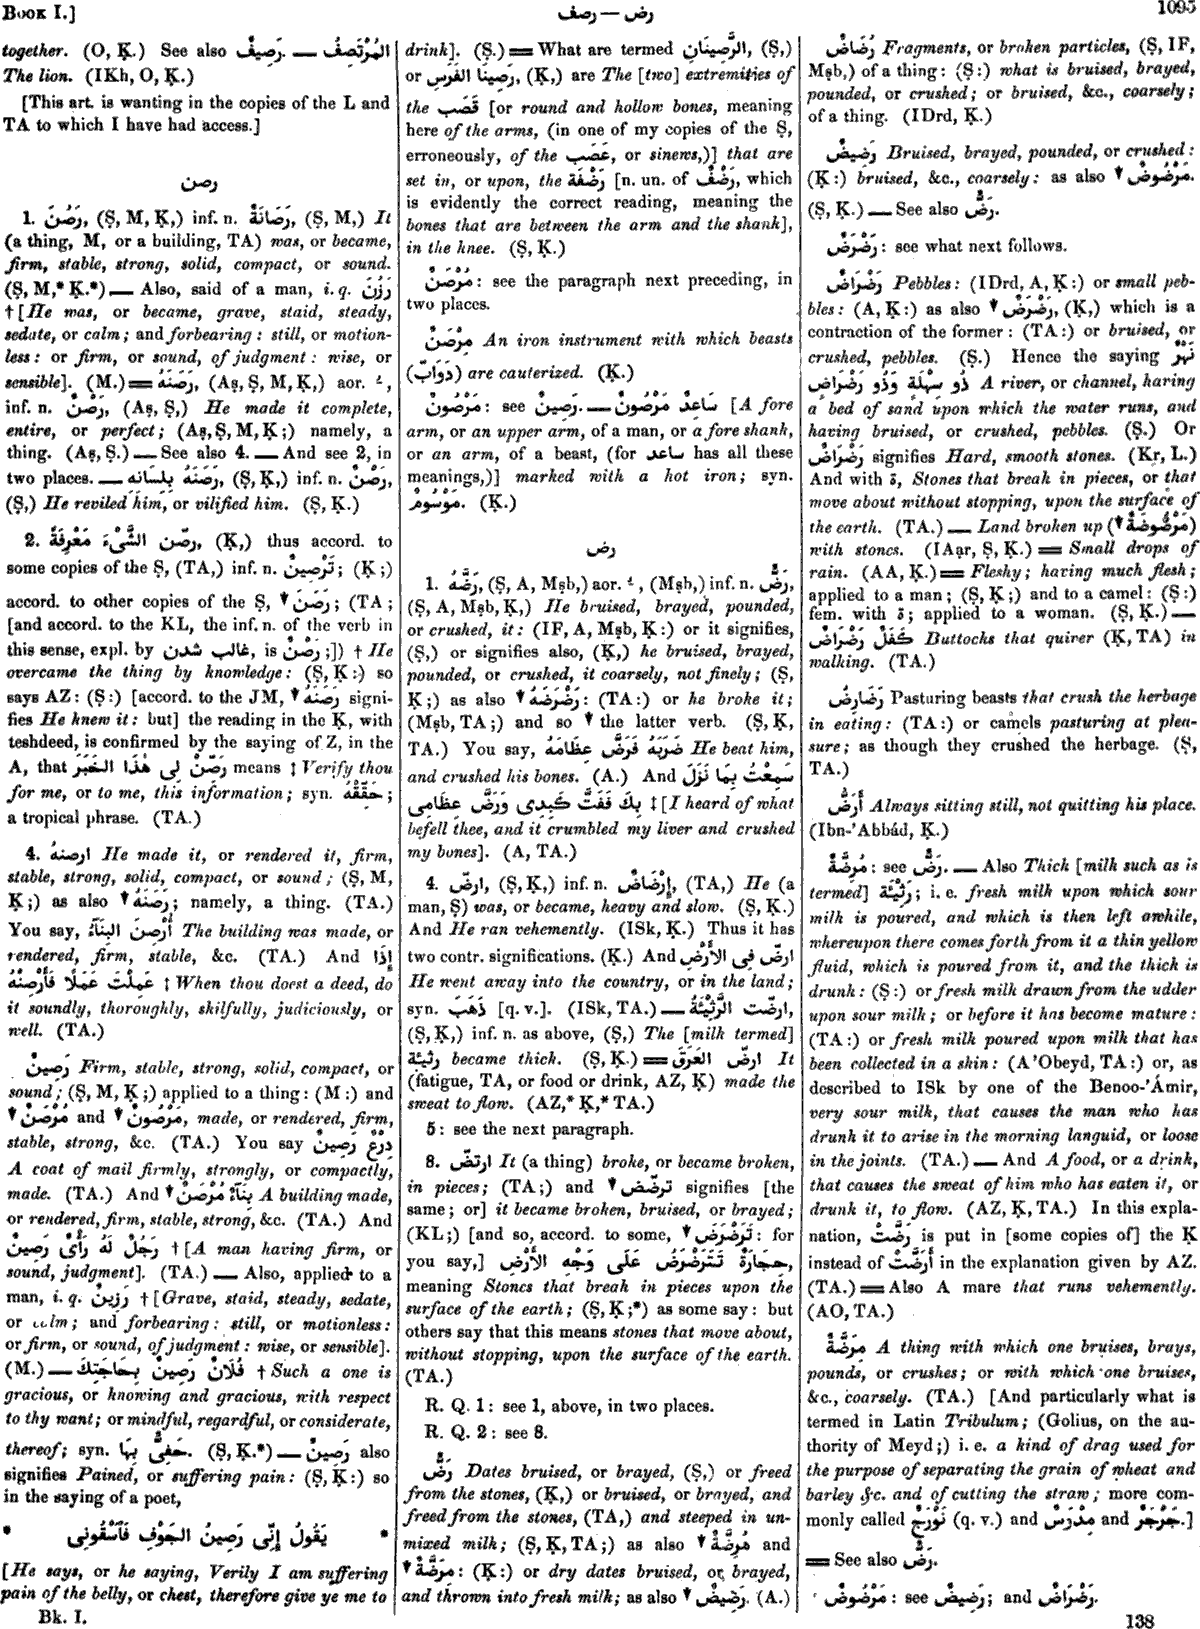 BOOK I.]
رض — رصف
1095
together. (O, Ḳ.) See also رَصِيفٌ. — المُرْتَصِفُ
The lion. (IKh, O, Ḳ.)
[This art. is wanting in the copies of the L and
TA to which I have had access.]
رصن
1. رَصُنَ, (Ṣ, M, Ḳ,) inf. n. رَصَانَةٌ, (Ṣ, M,) It
(a thing, M, or a building, TA) was, or became,
firm, stable, strong, solid, compact, or sound.
(Ṣ, M,* Ḳ.*) — Also, said of a man, i. q. رَزُنَ
† [He was, or became, grave, staid, steady,
sedate, or calm; and forbearing: still, or motion-
less: or firm, or sound, of judgment: wise, or
sensible]. (M.) = رَصَنَهُ, (Aṣ, Ṣ, M, Ḳ,) aor. ـُ ,
inf. n. رَصْنٌ, (Aṣ, Ṣ,) He made it complete,
entire, or perfect; (Aṣ, Ṣ, M, Ḳ;) namely, a
thing. (Aṣ, Ṣ.) — See also 4. — And see 2, in
two places. — رَصَنَهُ بِلِسَانِهِ, (Ṣ, Ḳ,) inf. n. رَصْنٌ,
(Ṣ,) He reviled him, or vilified him. (Ṣ, Ḳ.)
2. رصّن الشَّىْءَ مَعْرِفَةً, (Ḳ,) thus accord. to
some copies of the Ṣ, (TA,) inf. n. تَرْصِينٌ; (Ḳ;)
accord. to other copies of the Ṣ, ▼ رَصَنَ; (TA;
[and accord. to the KL, the inf. n. of the verb in
this sense, expl. by غالب شدن, is رَصْنٌ;]) † He
overcame the thing by knowledge: (Ṣ, Ḳ:) so
says AZ: (Ṣ:) [accord. to the JM, ▼ رَصَنَهُ signi-
fies He knew it: but] the reading in the Ḳ, with
teshdeed, is confirmed by the saying of Z, in the
A, that رَصِّنْ لِى هٰذَا الخَبَرَ means ‡ Verify thou
for me, or to me, this information; syn. حَقِّقْهُ;
a tropical phrase. (TA.)
4. ارصنهُ He made it, or rendered it, firm,
stable, strong, solid, compact, or sound; (Ṣ, M,
Ḳ;) as also ▼ رَصَنَهُ; namely, a thing. (TA.)
You say, أُرْصِنَ البِنَآءُ The building was made, or
rendered, firm, stable, &c. (TA.) And إِذَا
عَمِلْتَ عَمَلًا فَأَرْصِنْهُ ‡ When thou doest a deed, do
it soundly, thoroughly, skilfully, judiciously, or
well. (TA.)
رَصِينٌ Firm, stable, strong, solid, compact, or
sound; (Ṣ, M, Ḳ;) applied to a thing: (M:) and
▼ مُرْصَنٌ and ▼ مَرْصُونٌ, made, or rendered, firm,
stable, strong, &c. (TA.) You say دِرْعٌ رَصِينٌ
A coat of mail firmly, strongly, or compactly,
made. (TA.) And ▼ بِنَآءٌ مُرْصَنٌ A building made,
or rendered, firm, stable, strong, &c. (TA.) And
رَجُلٌ لَهُ رَأْىٌ رَصِينٌ † [A man having firm, or
sound, judgment]. (TA.) — Also, applied to a
man, i. q. رَزِينٌ † [Grave, staid, steady, sedate,
or calm; and forbearing: still, or motionless:
or firm, or sound, of judgment: wise, or sensible].
(M.) — فُلَانٌ رَصِينٌ بِحَاجَتِكَ † Such a one is
gracious, or knowing and gracious, with respect
to thy want; or mindful, regardful, or considerate,
thereof; syn. حَفِىٌّ بِهَا. (Ṣ, Ḳ.*) — رَصِينٌ also
signifies Pained, or suffering pain: (Ṣ, Ḳ:) so
in the saying of a poet,
* يَقُولُ إِنِّى رَصِينُ الجَوْفِ فَٱسْقُونِى *
[He says, or he saying, Verily I am suffering
pain of the belly, or chest, therefore give ye me to
Bk. I.
drink]. (Ṣ.) = What are termed الرَّصِينَانِ, (Ṣ,)
or رَصِينَا الفَرَسِ, (Ḳ,) are The [two] extremities of
the قَصَب [or round and hollow bones, meaning
here of the arms, (in one of my copies of the Ṣ,
erroneously, of the عَصَب, or sinews,)] that are
set in, or upon, the رَضْفَة [n. un. of رَضْفٌ, which
is evidently the correct reading, meaning the
bones that are between the arm and the shank],
in the knee. (Ṣ, Ḳ.)
مُرْصَنٌ: see the paragraph next preceding, in
two places.
مِرْصَنٌ An iron instrument with which beasts
(دَوَابّ) are cauterized. (Ḳ.)
مَرْصُونٌ: see رَصِينٌ. — سَاعِدٌ مَرْصُونٌ [A fore
arm, or an upper arm, of a man, or a fore shank,
or an arm, of a beast, (for ساعد has all these
meanings,)] marked with a hot iron; syn.
مَوْسُومٌ. (Ḳ.)
رض
1. رَضَّهُ, (Ṣ, A, Mṣb,) aor. ـُ , (Mṣb,) inf. n. رَضٌّ,
(Ṣ, A, Mṣb, Ḳ,) He bruised, brayed, pounded,
or crushed, it: (IF, A, Mṣb, Ḳ:) or it signifies,
(Ṣ,) or signifies also, (Ḳ,) he bruised, brayed,
pounded, or crushed, it coarsely, not finely; (Ṣ,
Ḳ;) as also ▼ رَضْرَضَهُ: (TA:) or he broke it;
(Mṣb, TA;) and so ▼ the latter verb. (Ṣ, Ḳ,
TA.) You say, ضَرَبَهُ فَرَضَّ عِظَامَهُ He beat him,
and crushed his bones. (A.) And سَمِعْتُ بِمَا نَزَلَ
بِكَ فَفَتَّ كَبِدِى وَرَضَّ عِظَامِى ‡ [I heard of what
befell thee, and it crumbled my liver and crushed
my bones]. (A, TA.)
4. ارضّ, (Ṣ, Ḳ,) inf. n. إِرْضَاضٌ, (TA,) He (a
man, Ṣ) was, or became, heavy and slow. (Ṣ, Ḳ.)
And He ran vehemently. (ISk, Ḳ.) Thus it has
two contr. significations. (Ḳ.) And ارضّ فِى الأَرْضِ
He went away into the country, or in the land;
syn. ذَهَبَ [q. v.]. (ISk, TA.) — ارضّت الرَّثِيْئَةُ,
(Ṣ, Ḳ,) inf. n. as above, (Ṣ,) The [milk termed]
رثيئة became thick. (Ṣ, Ḳ.) = ارضّ العَرَقَ It
(fatigue, TA, or food or drink, AZ, Ḳ) made the
sweat to flow. (AZ,* Ḳ,* TA.)
5: see the next paragraph.
8. ارتضّ It (a thing) broke, or became broken,
in pieces; (TA;) and ▼ ترضّض signifies [the
same; or] it became broken, bruised, or brayed;
(KL;) [and so, accord. to some, ▼ تَرَضْرَضَ: for
you say,] حِجَارَةٌ تَتَرَضْرَضُ عَلَى وَجْهِ الأَرْضِ,
meaning Stones that break in pieces upon the
surface of the earth; (Ṣ, Ḳ;*) as some say: but
others say that this means stones that move about,
without stopping, upon the surface of the earth.
(TA.)
R. Q. 1: see 1, above, in two places.
R. Q. 2: see 8.
رَضٌّ Dates bruised, or brayed, (Ṣ,) or freed
from the stones, (Ḳ,) or bruised, or brayed, and
freed from the stones, (TA,) and steeped in un-
mixed milk; (Ṣ, Ḳ, TA;) as also ▼ مُرِضَّةٌ and
▼ مَرَضَّةٌ: (Ḳ:) or dry dates bruised, or brayed,
and thrown into fresh milk; as also ▼ رَضِيضٌ. (A.)
رُضَاضٌ Fragments, or broken particles, (Ṣ, IF,
Mṣb,) of a thing: (Ṣ:) what is bruised, brayed,
pounded, or crushed; or bruised, &c., coarsely;
of a thing. (IDrd, Ḳ.)
رَضِيضٌ Bruised, brayed, pounded, or crushed:
(Ḳ:) bruised, &c., coarsely: as also ▼ مَرْضُوضٌ.
(Ṣ, Ḳ.) — See also رَضٌّ.
رَضْرَضٌ: see what next follows.
رَضْرَاضٌ Pebbles: (IDrd, A, Ḳ:) or small peb-
bles: (A, Ḳ:) as also ▼ رَضْرَضٌ, (Ḳ,) which is a
contraction of the former: (TA:) or bruised, or
crushed, pebbles. (Ṣ.) Hence the saying نَهْرٌ
ذُو سِهْلَةٍ وَذُو رَضْرَاضٍ A river, or channel, having
a bed of sand upon which the water runs, and
having bruised, or crushed, pebbles. (Ṣ.) Or
رَضْرَاضٌ signifies Hard, smooth stones. (Kr, L.)
And with ة, Stones that break in pieces, or that
move about without stopping, upon the surface of
the earth. (TA.) — Land broken up (▼ مَرْضُوضَةٌ)
with stones. (IAạr, Ṣ, Ḳ.) = Small drops of
rain. (AA, Ḳ.) = Fleshy; having much flesh;
applied to a man; (Ṣ, Ḳ;) and to a camel: (Ṣ:)
fem. with ة; applied to a woman. (Ṣ, Ḳ.) —
كَفَلٌ رَضْرَاضٌ Buttocks that quiver (Ḳ, TA) in
walking. (TA.)
رَضَارِضُ Pasturing beasts that crush the herbage
in eating: (TA:) or camels pasturing at plea-
sure; as though they crushed the herbage. (Ṣ,
TA.)
أَرَضُّ Always sitting still, not quitting his place.
(Ibn-'Abbád, Ḳ.)
مُرِضَّةٌ: see رَضٌّ. — Also Thick [milk such as is
termed] رَثِيْئَة; i. e. fresh milk upon which sour
milk is poured, and which is then left awhile,
whereupon there comes forth from it a thin yellow
fluid, which is poured from it, and the thick is
drunk: (Ṣ:) or fresh milk drawn from the udder
upon sour milk; or before it has become mature:
(TA:) or fresh milk poured upon milk that has
been collected in a skin: (A'Obeyd, TA:) or, as
described to ISk by one of the Benoo-'Ámir,
very sour milk, that causes the man who has
drunk it to arise in the morning languid, or loose
in the joints. (TA.) — And A food, or a drink,
that causes the sweat of him who has eaten it, or
drunk it, to flow. (AZ, Ḳ, TA.) In this expla-
nation, رَضَّتْ is put in [some copies of] the Ḳ
instead of أَرَضَّتْ in the explanation given by AZ.
(TA.) = Also A mare that runs vehemently.
(AO, TA.)
مِرَضَّةٌ A thing with which one bruises, brays,
pounds, or crushes; or with which one bruises,
&c., coarsely. (TA.) [And particularly what is
termed in Latin Tribulum; (Golius, on the au-
thority of Meyd;) i. e. a kind of drag used for
the purpose of separating the grain of wheat and
barley &c. and of cutting the straw; more com-
monly called نَوْرَجٌ (q. v.) and مِدْرَسٌ and جَرْجَرٌ.]
= See also رَضٌّ.
مَرْضُوضٌ: see رَضِيضٌ; and رَضْرَاضٌ.
138